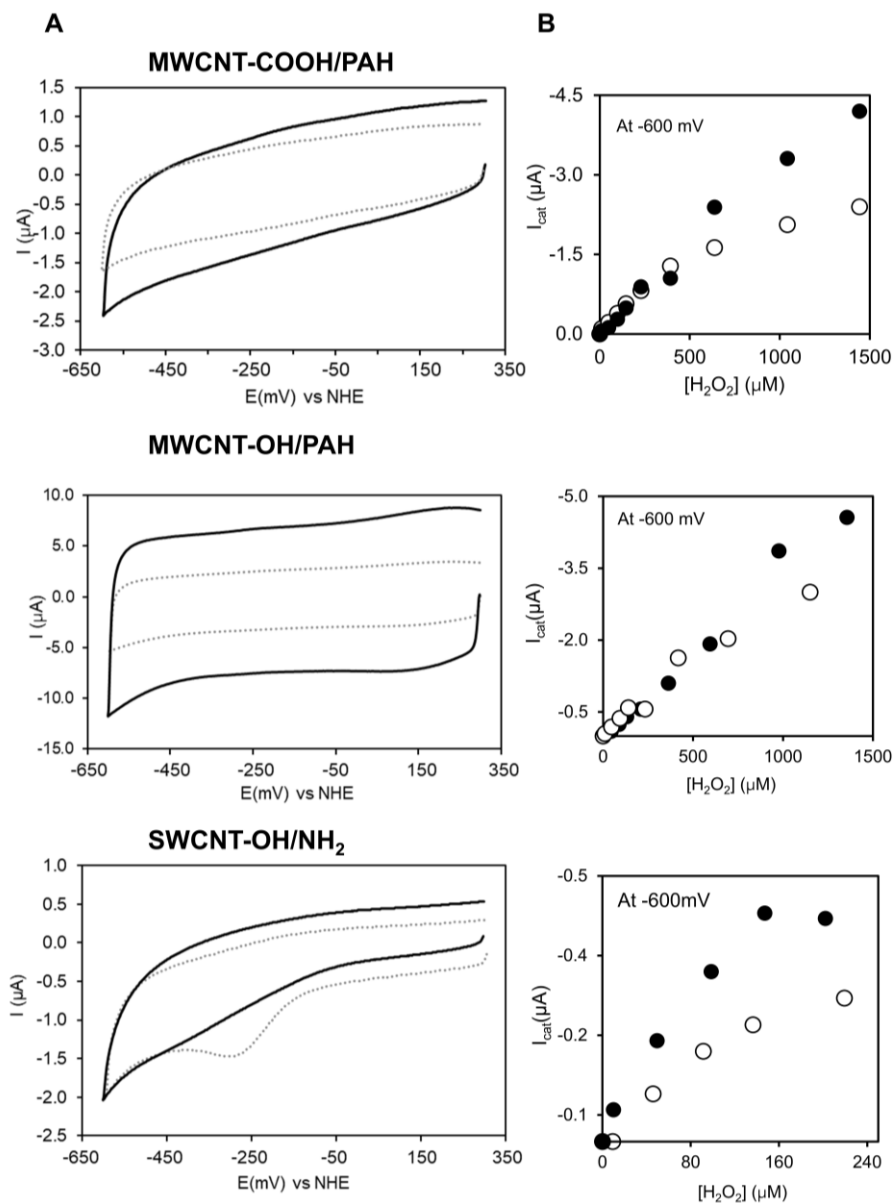 A
B
MWCNT-COOH/PAH
1.5
1.0
0.5
0.0
-0.5
-1.0
-1.5
-2.0
-2.5
-3.0
I (µA)
-650 -450 -250 -50 150 350
E(mV) vs NHE
At -600 mV
-4.5
-3.0
-1.5
0.0
I_cat (µA)
0 500 1000 1500
[H₂O₂] (µM)
MWCNT-OH/PAH
10.0
5.0
0.0
-5.0
-10.0
-15.0
I (µA)
-650 -450 -250 -50 150 350
E(mV) vs NHE
At -600 mV
-5.0
-3.5
-2.0
-0.5
I_cat(µA)
0 500 1000 1500
[H₂O₂] (µM)
SWCNT-OH/NH₂
1.0
0.5
0.0
-0.5
-1.0
-1.5
-2.0
-2.5
I (µA)
-650 -450 -250 -50 150 350
E(mV) vs NHE
At -600mV
-0.5
-0.4
-0.2
-0.1
I_cat(µA)
0 80 160 240
[H₂O₂] (µM)